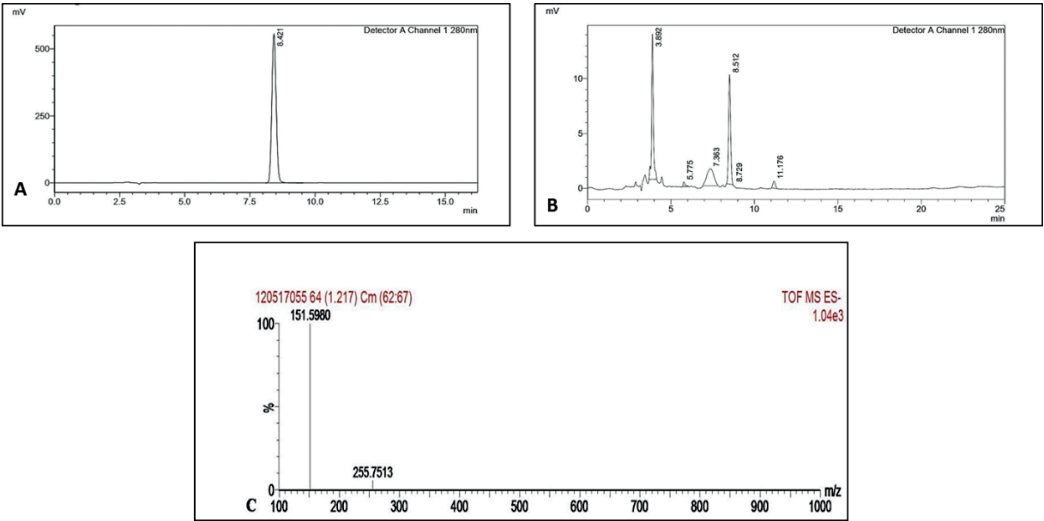 mV
Detector A Channel 1 280nm
8.421
500
250
0
A
0.0 2.5 5.0 7.5 10.0 12.5 15.0
min
mV
Detector A Channel 1 280nm
3.892
8.512
10
5
0
5.775
7.363
8.729
11.176
B
0 5 10 15 20 25
min
120517055 64 (1.217) Cm (62:67)
TOF MS ES-
1.04e3
151.5980
100
%
255.7513
0
C
m/z
100 200 300 400 500 600 700 800 900 1000